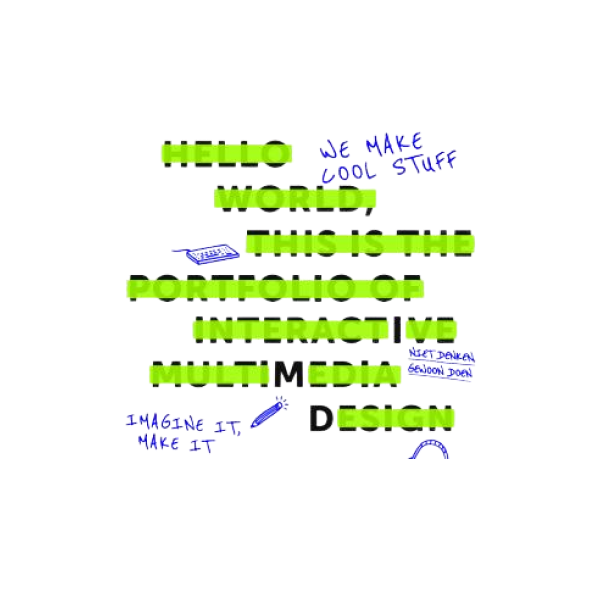 HELLO
WE MAKE
COOL STUFF
WORLD,
THIS IS THE
PORTFOLIO OF
INTERACTIVE
MULTIMEDIA
NIET DENKEN
GEWOON DOEN
DESIGN
IMAGINE IT,
MAKE IT